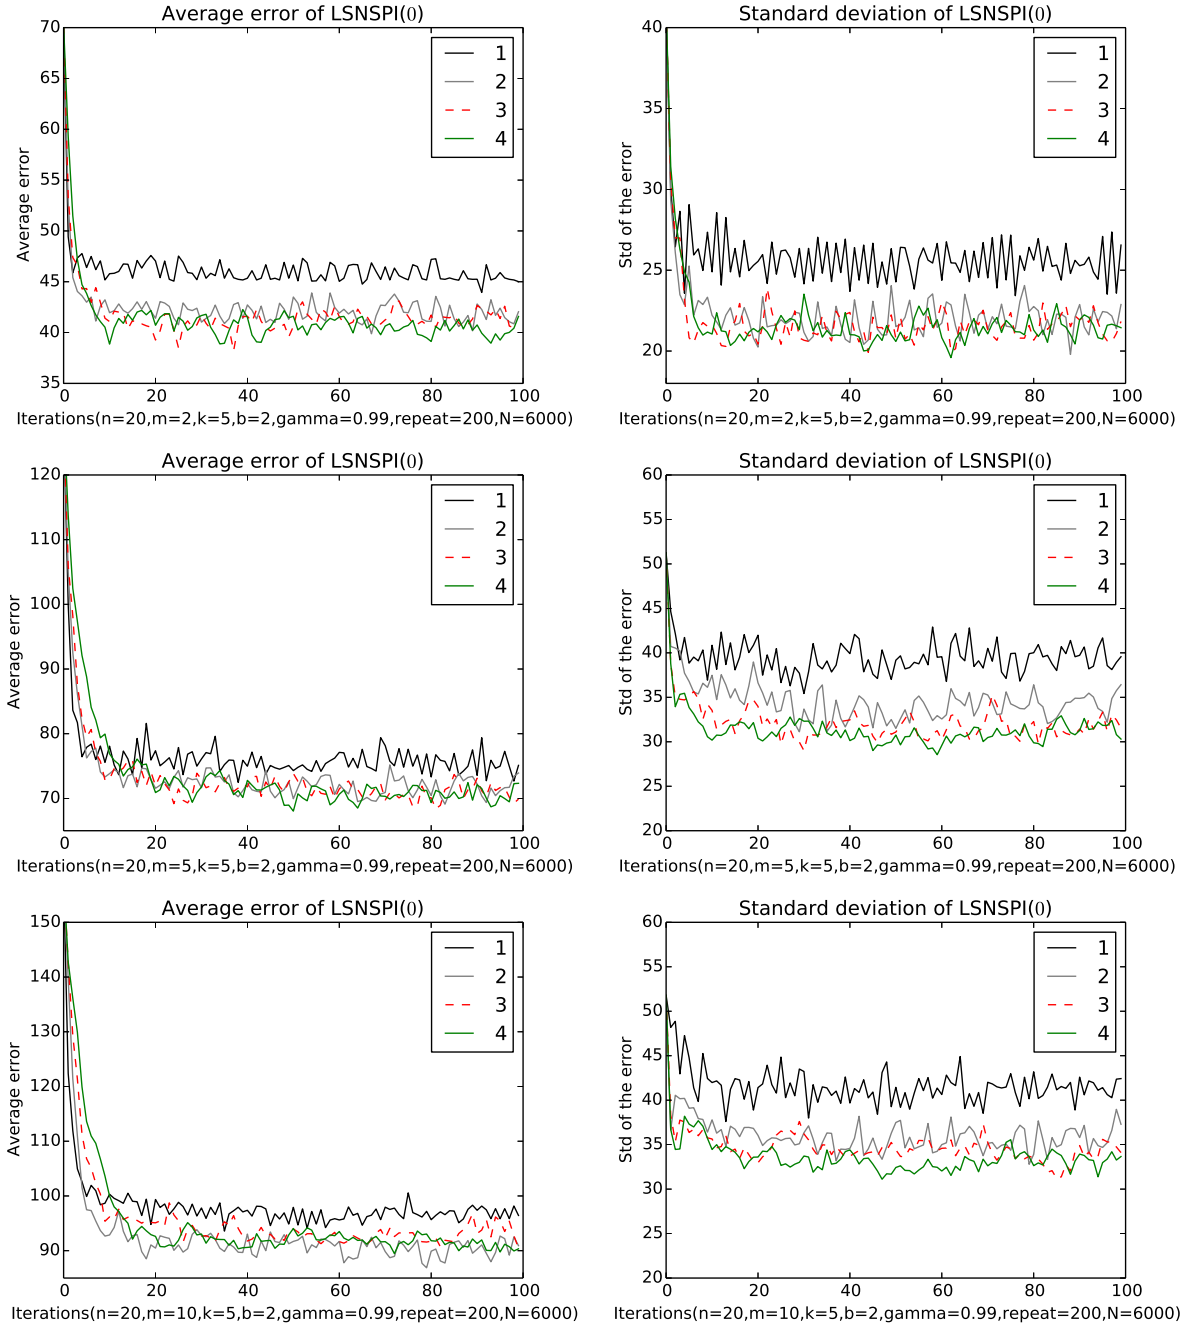 Average error of LSNSPI(0)
Average error
70
65
60
55
50
45
40
35
0 20 40 60 80 100
1
2
3
4
Iterations(n=20,m=2,k=5,b=2,gamma=0.99,repeat=200,N=6000)
Standard deviation of LSNSPI(0)
Std of the error
40
35
30
25
20
0 20 40 60 80 100
1
2
3
4
Iterations(n=20,m=2,k=5,b=2,gamma=0.99,repeat=200,N=6000)
Average error of LSNSPI(0)
Average error
120
110
100
90
80
70
0 20 40 60 80 100
1
2
3
4
Iterations(n=20,m=5,k=5,b=2,gamma=0.99,repeat=200,N=6000)
Standard deviation of LSNSPI(0)
Std of the error
60
55
50
45
40
35
30
25
20
0 20 40 60 80 100
1
2
3
4
Iterations(n=20,m=5,k=5,b=2,gamma=0.99,repeat=200,N=6000)
Average error of LSNSPI(0)
Average error
150
140
130
120
110
100
90
0 20 40 60 80 100
1
2
3
4
Iterations(n=20,m=10,k=5,b=2,gamma=0.99,repeat=200,N=6000)
Standard deviation of LSNSPI(0)
Std of the error
60
55
50
45
40
35
30
25
20
0 20 40 60 80 100
1
2
3
4
Iterations(n=20,m=10,k=5,b=2,gamma=0.99,repeat=200,N=6000)